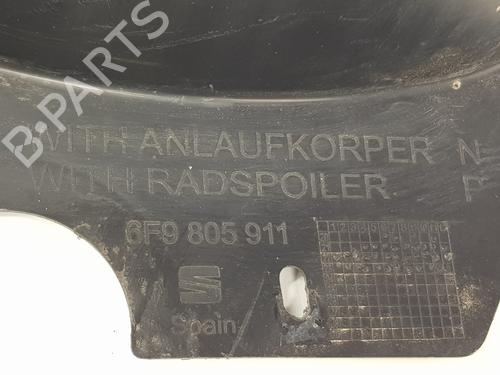 B-PARTS
WITH ANLAUFKORPER N
WITH RADSPOILER
6F9 805 911
Spain